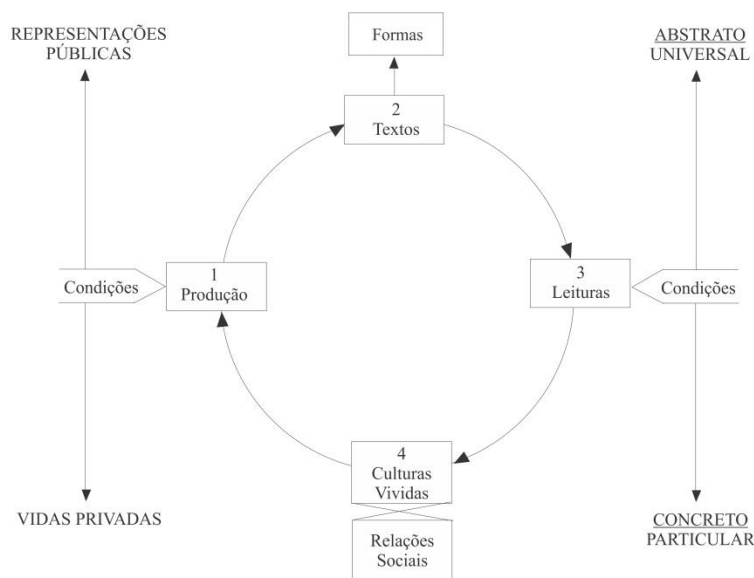 REPRESENTAÇÕES
PÚBLICAS
Formas
ABSTRATO
UNIVERSAL
2
Textos
Condições
1
Produção
3
Leituras
Condições
4
Culturas
Vividas
VIDAS PRIVADAS
Relações
Sociais
CONCRETO
PARTICULAR